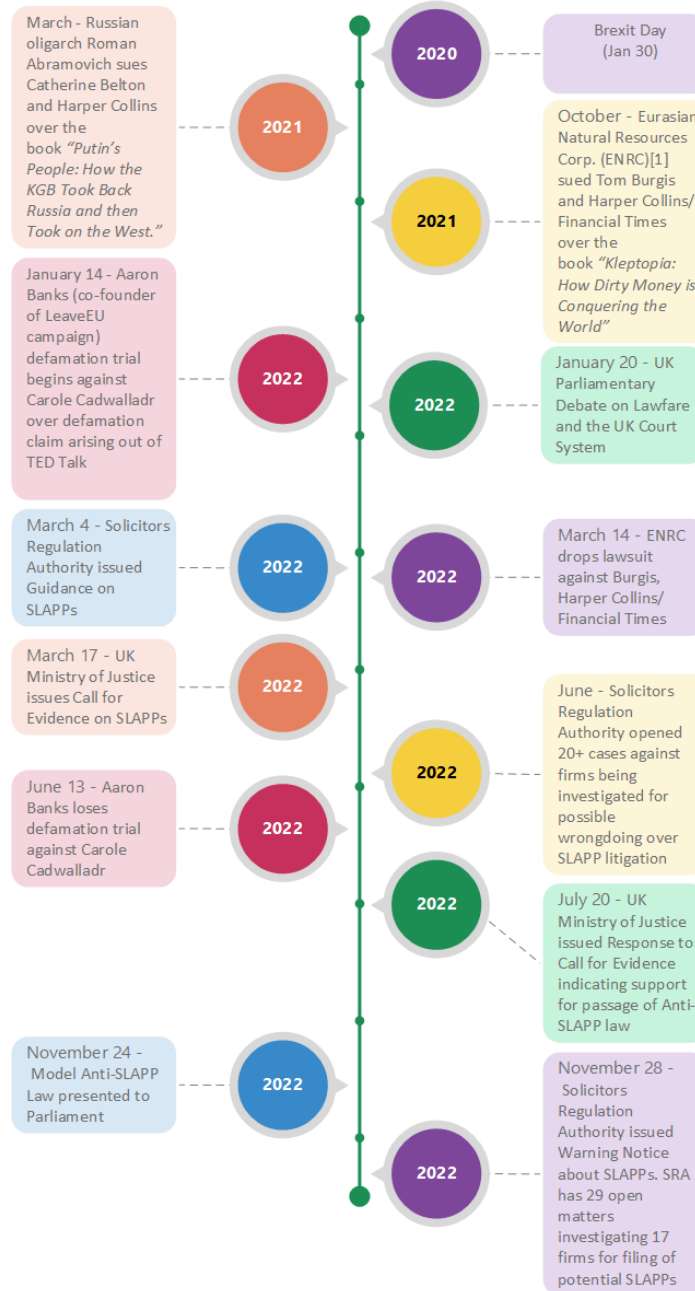 2020
Brexit Day
(Jan 30)
March - Russian
oligarch Roman
Abramovich sues
Catherine Belton
and Harper Collins
over the
book “Putin’s
People: How the
KGB Took Back
Russia and then
Took on the West.”
2021
2021
October - Eurasian
Natural Resources
Corp. (ENRC)[1]
sued Tom Burgis
and Harper Collins/
Financial Times
over the
book “Kleptopia:
How Dirty Money is
Conquering the
World”
January 14 - Aaron
Banks (co-founder
of LeaveEU
campaign)
defamation trial
begins against
Carole Cadwalladr
over defamation
claim arising out of
TED Talk
2022
2022
January 20 - UK
Parliamentary
Debate on Lawfare
and the UK Court
System
March 4 - Solicitors
Regulation
Authority issued
Guidance on
SLAPPs
2022
2022
March 14 - ENRC
drops lawsuit
against Burgis,
Harper Collins/
Financial Times
March 17 - UK
Ministry of Justice
issues Call for
Evidence on SLAPPs
2022
2022
June - Solicitors
Regulation
Authority opened
20+ cases against
firms being
investigated for
possible
wrongdoing over
SLAPP litigation
June 13 - Aaron
Banks loses
defamation trial
against Carole
Cadwalladr
2022
2022
July 20 - UK
Ministry of Justice
issued Response to
Call for Evidence
indicating support
for passage of Anti-
SLAPP law
November 24 -
Model Anti-SLAPP
Law presented to
Parliament
2022
2022
November 28 -
Solicitors
Regulation
Authority issued
Warning Notice
about SLAPPs. SRA
has 29 open
matters
investigating 17
firms for filing of
potential SLAPPs